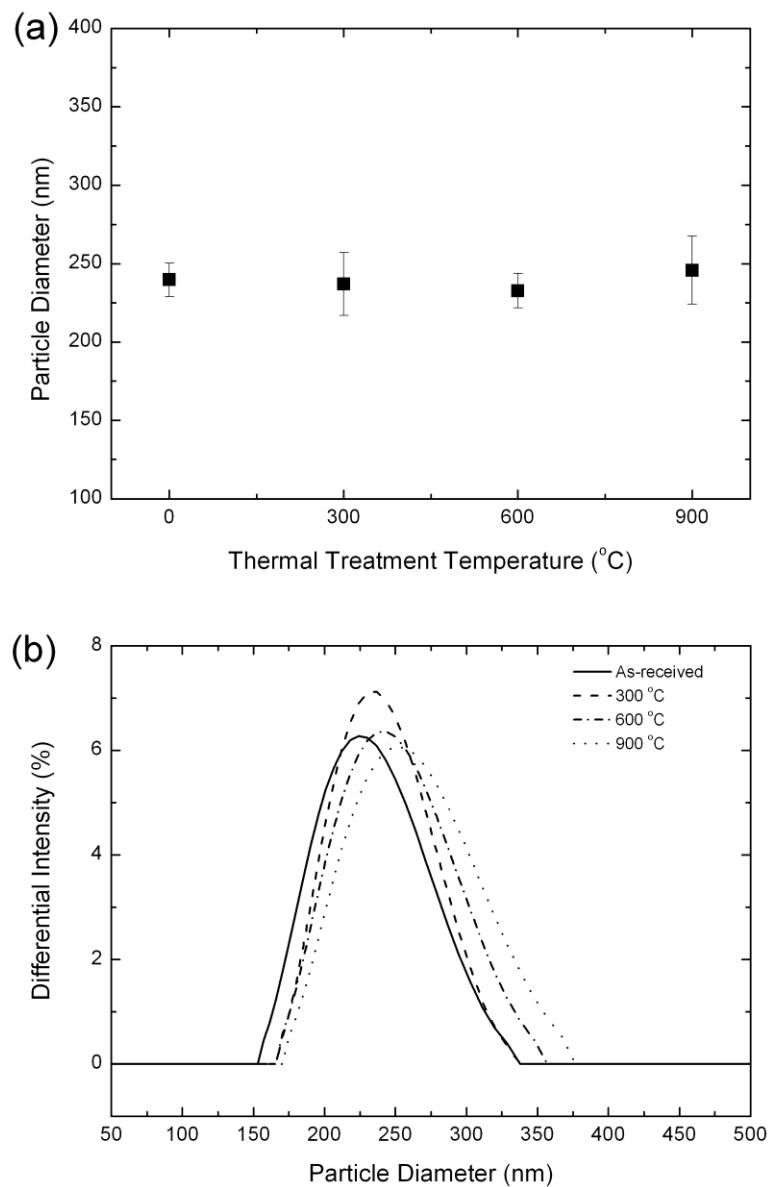 (a)
400
350
300
250
200
150
100
Particle Diameter (nm)
0 300 600 900
Thermal Treatment Temperature (°C)
(b)
8
6
4
2
0
Differential Intensity (%)
As-received
300 °C
600 °C
900 °C
50 100 150 200 250 300 350 400 450 500
Particle Diameter (nm)